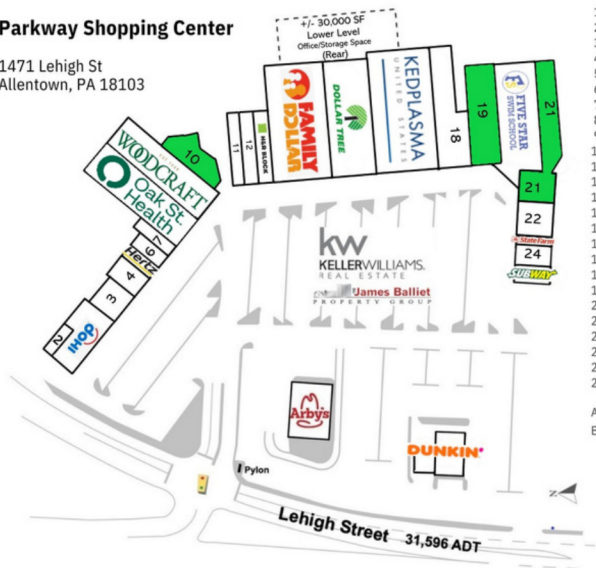 Parkway Shopping Center
1471 Lehigh St
Allentown, PA 18103
+/- 30,000 SF
Lower Level
Office/Storage Space
(Rear)
11
12
H&R BLOCK
FAMILY
DOLLAR
DOLLAR TREE
KEDPLASMA
UNITED STATES
18
19
FIVE STAR
SWIM SCHOOL
FS
21
21
22
StateFarm
24
SUBWAY
10
WOODCRAFT
Oak St.
Health
7
6
Hertz
4
3
IHOP
2
kw
KELLERWILLIAMS.
REAL ESTATE
James Balliet
PROPERTY GROUP
Arby's
DUNKIN'
Pylon
N
Lehigh Street 31,596 ADT